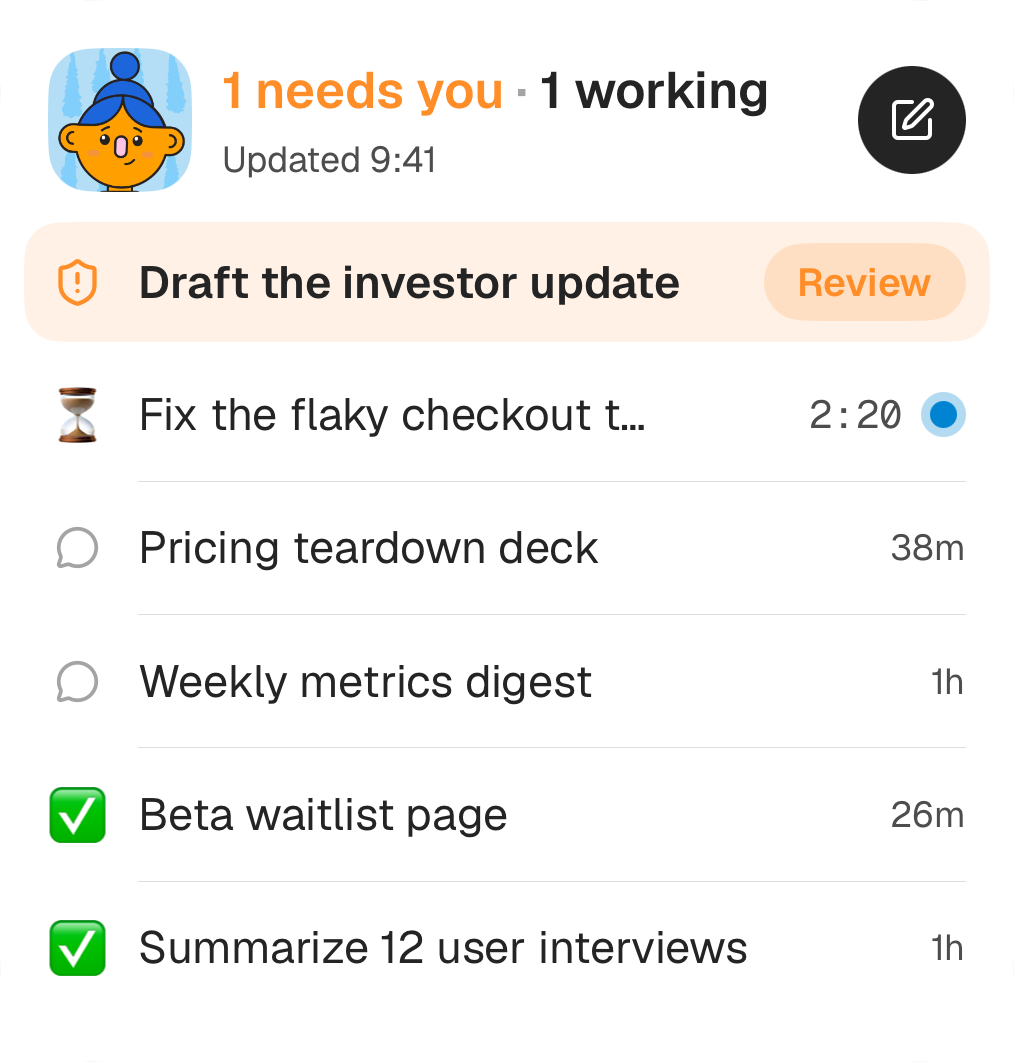 1 needs you · 1 working
Updated 9:41
Draft the investor update Review
Fix the flaky checkout t… 2:20
Pricing teardown deck 38m
Weekly metrics digest 1h
Beta waitlist page 26m
Summarize 12 user interviews 1h